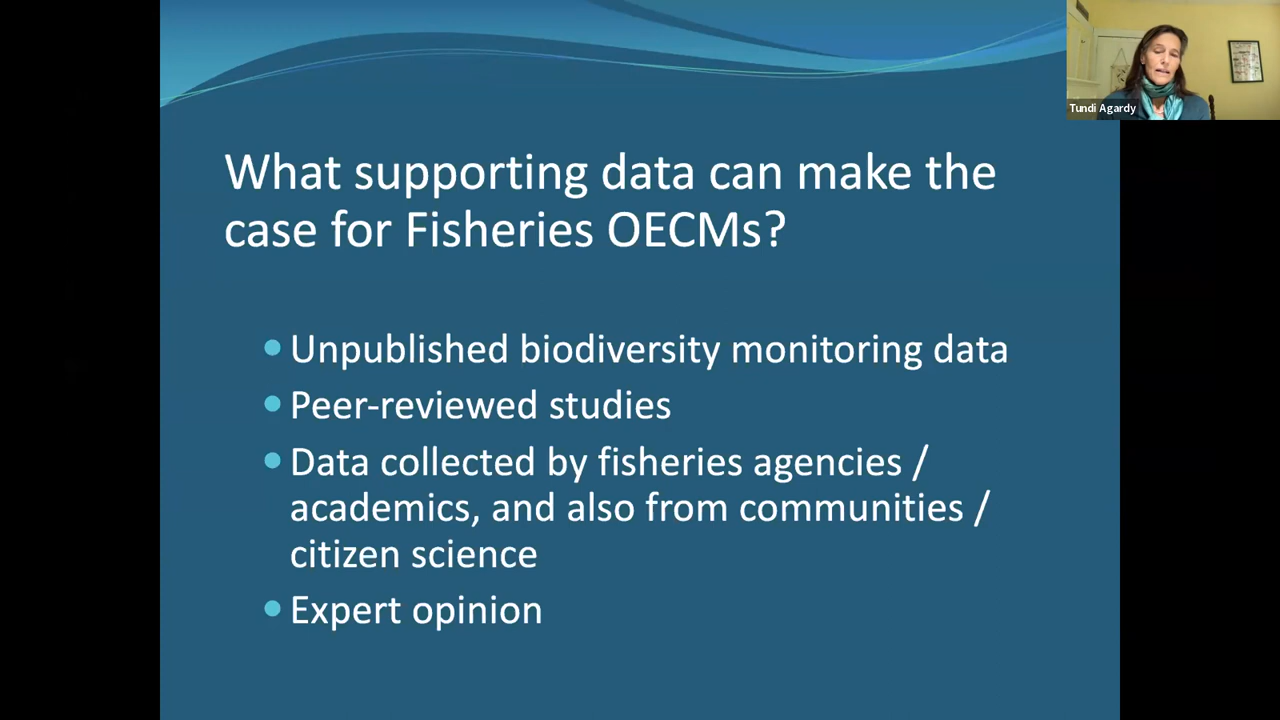 Tundi Agardy
What supporting data can make the
case for Fisheries OECMs?
Unpublished biodiversity monitoring data
Peer-reviewed studies
Data collected by fisheries agencies /
academics, and also from communities /
citizen science
Expert opinion